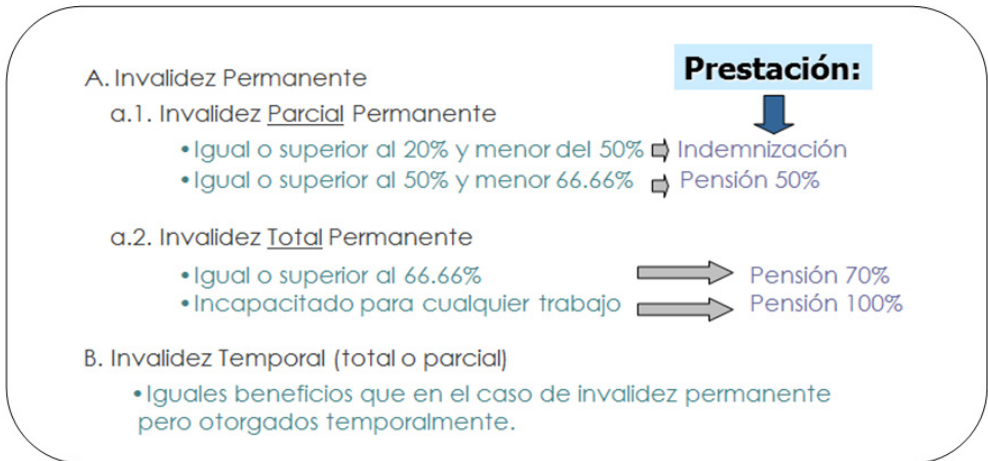 Prestación:
A. Invalidez Permanente
a.1. Invalidez Parcial Permanente
•Igual o superior al 20% y menor del 50% Indemnización
•Igual o superior al 50% y menor 66.66% Pensión 50%
a.2. Invalidez Total Permanente
•Igual o superior al 66.66% Pensión 70%
•Incapacitado para cualquier trabajo Pensión 100%
B. Invalidez Temporal (total o parcial)
•Iguales beneficios que en el caso de invalidez permanente
pero otorgados temporalmente.